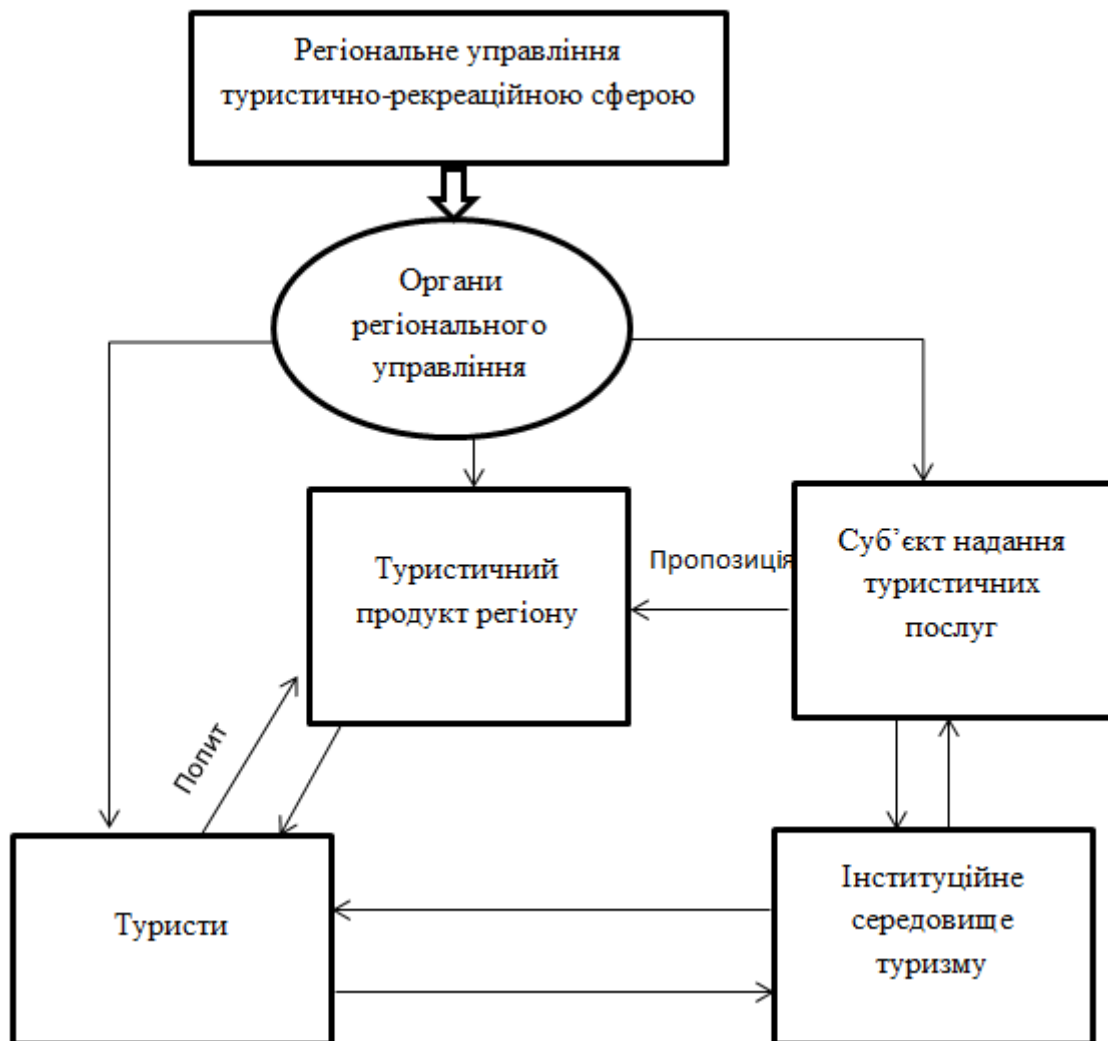 Регіональне управління
туристично-рекреаційною сферою
Органи
регіонального
управління
Туристичний
продукт регіону
Пропозиція
Суб’єкт надання
туристичних
послуг
Попит
Туристи
Інституційне
середовище
туризму